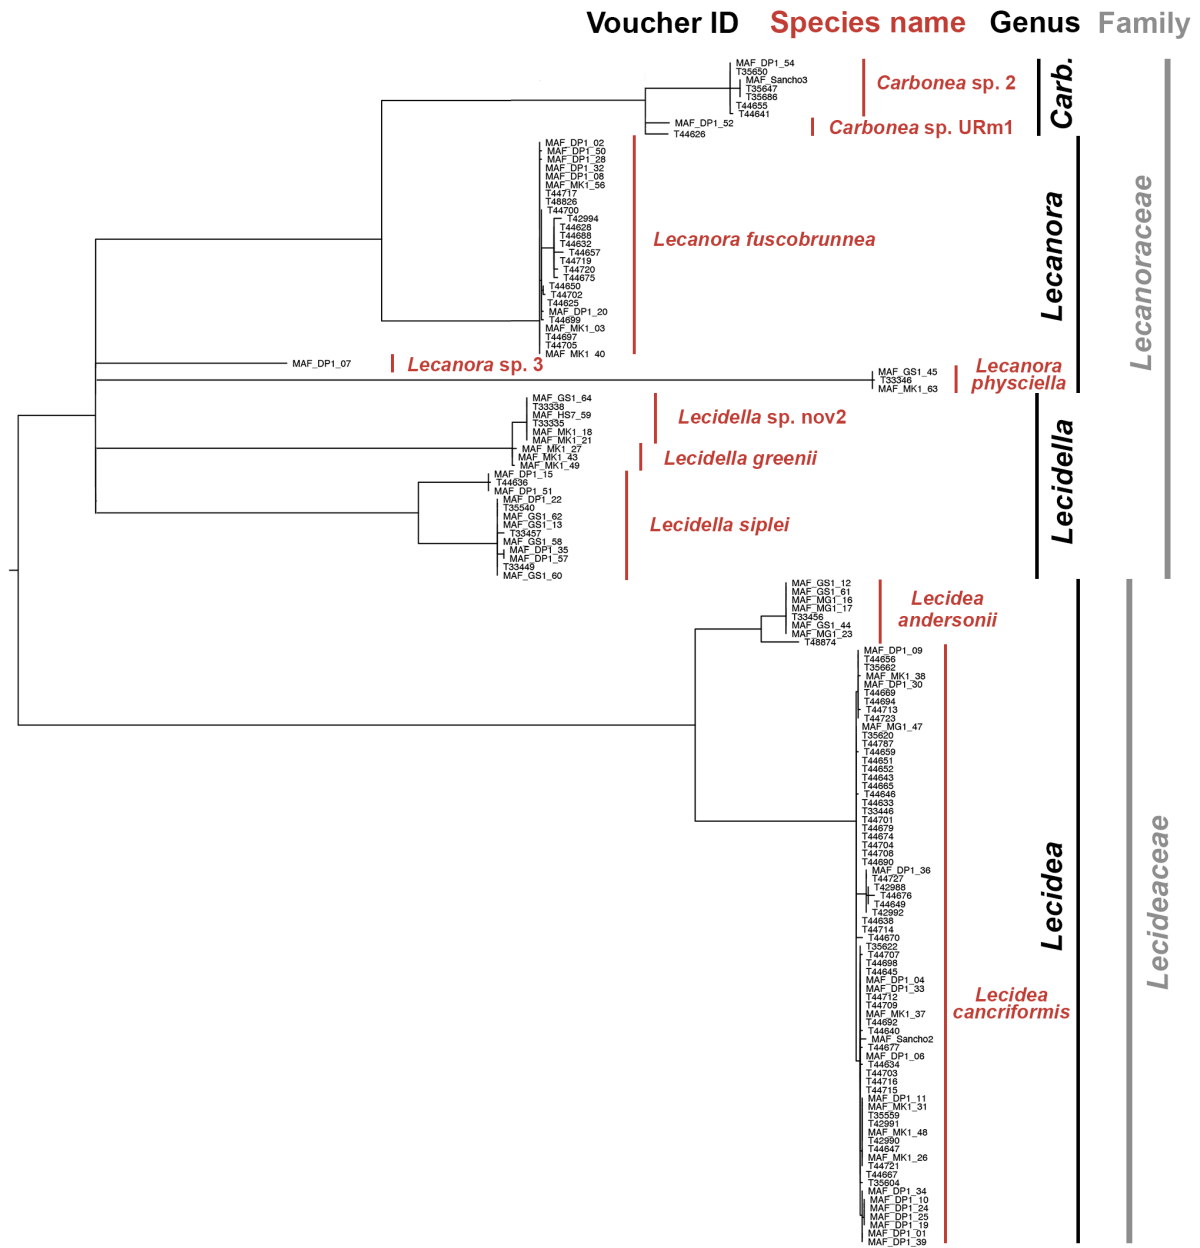 Voucher ID Species name Genus Family
MAF_DP1_54
T35650
MAF_Sancho3
T35647
T35686
T44655
T44641
Carbonea sp. 2
MAF_DP1_52
T44626
Carbonea sp. URm1
Carb.
MAF_DP1_02
MAF_DP1_50
MAF_DP1_28
MAF_DP1_32
MAF_DP1_08
MAF_MK1_56
T44717
T48826
T44700
T42994
T44628
T44688
T44632
T44657
T44719
T44720
T44675
T44650
T44702
T44625
MAF_DP1_20
T44699
MAF_MK1_03
T44697
T44705
MAF_MK1_40
Lecanora fuscobrunnea
MAF_DP1_07
Lecanora sp. 3
MAF_GS1_45
T33346
MAF_MK1_63
Lecanora
physciella
Lecanora
MAF_GS1_64
T33338
MAF_HS7_59
T33335
MAF_MK1_18
MAF_MK1_21
Lecidella sp. nov2
MAF_MK1_27
MAF_MK1_43
MAF_MK1_49
Lecidella greenii
MAF_DP1_15
T44636
MAF_DP1_51
MAF_DP1_22
T35540
MAF_GS1_62
MAF_GS1_13
T33457
MAF_GS1_58
MAF_DP1_35
MAF_DP1_57
T33449
MAF_GS1_60
Lecidella siplei
Lecidella
Lecanoraceae
MAF_GS1_12
MAF_GS1_61
MAF_MG1_16
MAF_MG1_17
T33456
MAF_GS1_44
MAF_MG1_23
T48874
Lecidea
andersonii
MAF_DP1_09
T44656
T35662
MAF_MK1_38
MAF_DP1_30
T44669
T44694
T44713
T44723
MAF_MG1_47
T35620
T44787
T44659
T44651
T44652
T44643
T44665
T44646
T44633
T33446
T44701
T44679
T44674
T44704
T44708
T44690
MAF_DP1_36
T44727
T42988
T44676
T44649
T42992
T44638
T44714
T44670
T35622
T44707
T44698
T44645
MAF_DP1_04
MAF_DP1_33
T44712
T44709
MAF_MK1_37
T44692
T44640
MAF_Sancho2
T44677
MAF_DP1_06
T44634
T44703
T44716
T44715
MAF_DP1_11
MAF_MK1_31
T35559
T42991
MAF_MK1_48
T42990
T44647
MAF_MK1_26
T44721
T44667
T35604
MAF_DP1_34
MAF_DP1_10
MAF_DP1_24
MAF_DP1_25
MAF_DP1_19
MAF_DP1_01
MAF_DP1_39
Lecidea
cancriformis
Lecidea
Lecideaceae